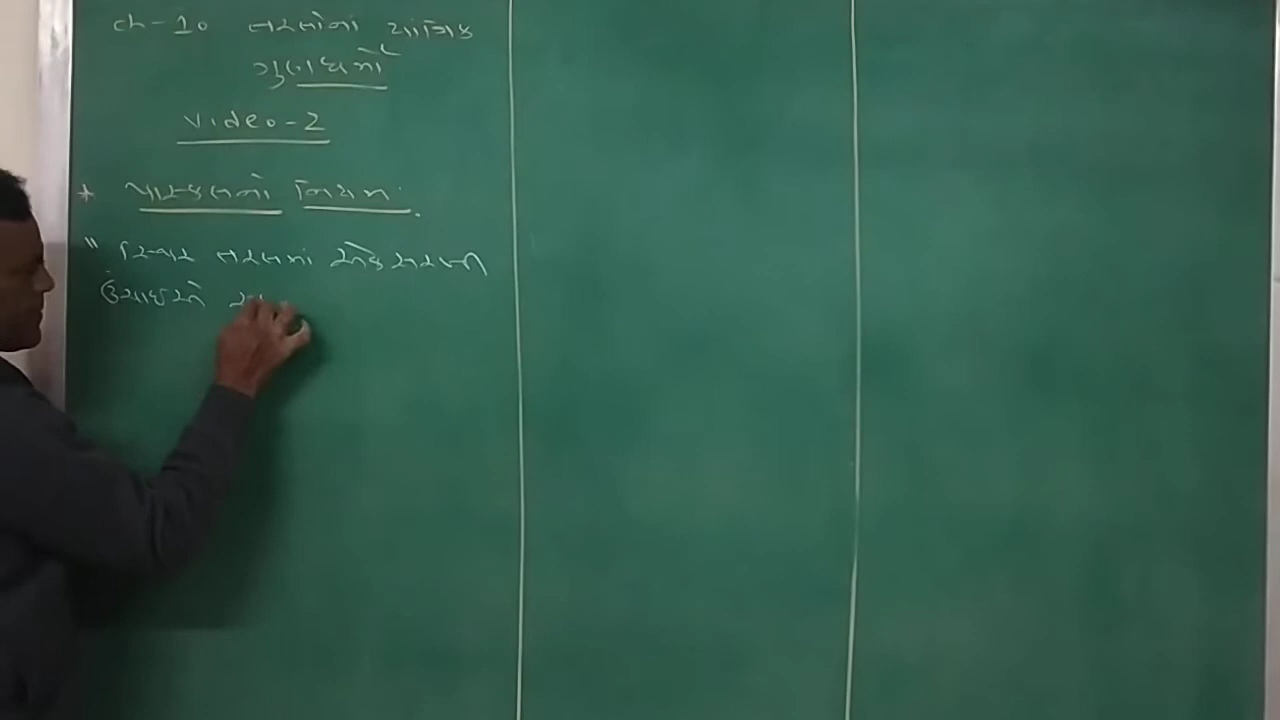 ch-10 તરલોના યાંત્રિક
ગુણધર્મો
Video-2
* પાસ્કલનો નિયમ:
" સ્થિર તરલમાં એક સરખી
ઊંચાઈએ